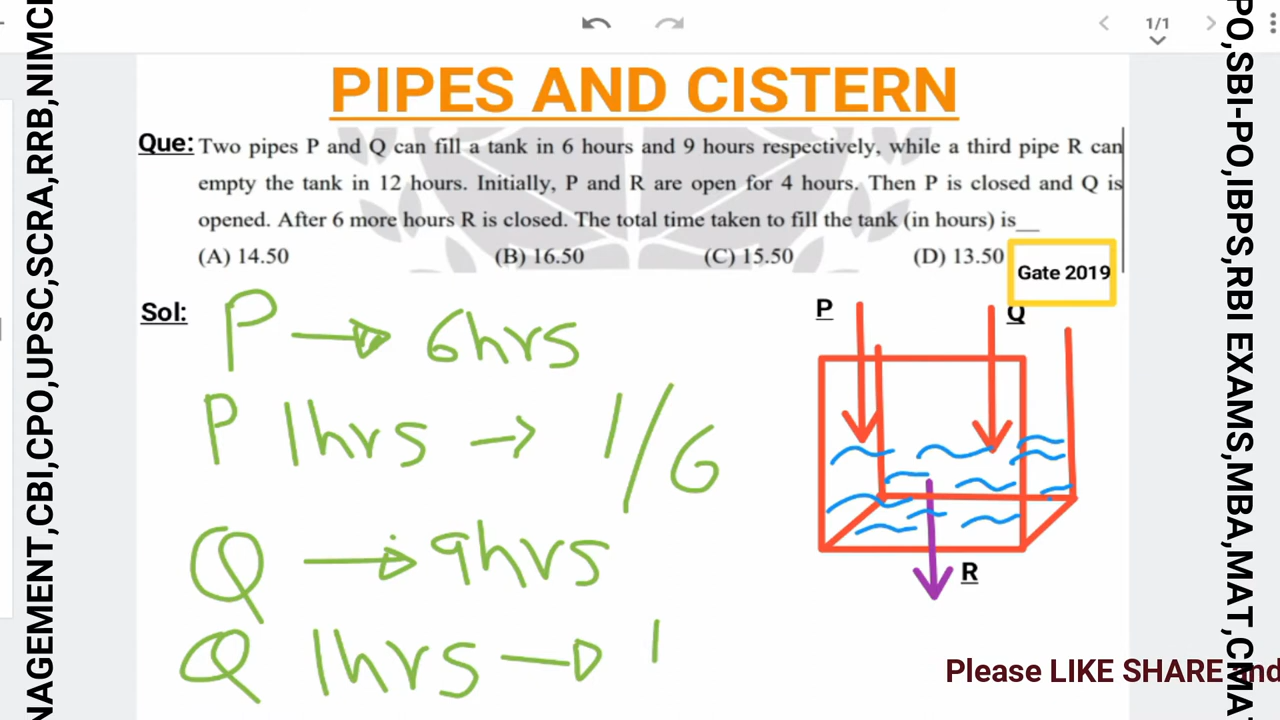 1/1
PIPES AND CISTERN
Que: Two pipes P and Q can fill a tank in 6 hours and 9 hours respectively, while a third pipe R can
empty the tank in 12 hours. Initially, P and R are open for 4 hours. Then P is closed and Q is
opened. After 6 more hours R is closed. The total time taken to fill the tank (in hours) is__
(A) 14.50 (B) 16.50 (C) 15.50 (D) 13.50
Gate 2019
Sol:
P → 6hrs
P 1hrs → 1/6
Q → 9hrs
Q 1hrs → 1
P
Q
R
Please LIKE SHARE and
NAGEMENT,CBI,CPO,UPSC,SCRA,RRB,NIMC
PO,SBI-PO,IBPS,RBI EXAMS,MBA,MAT,CMAT